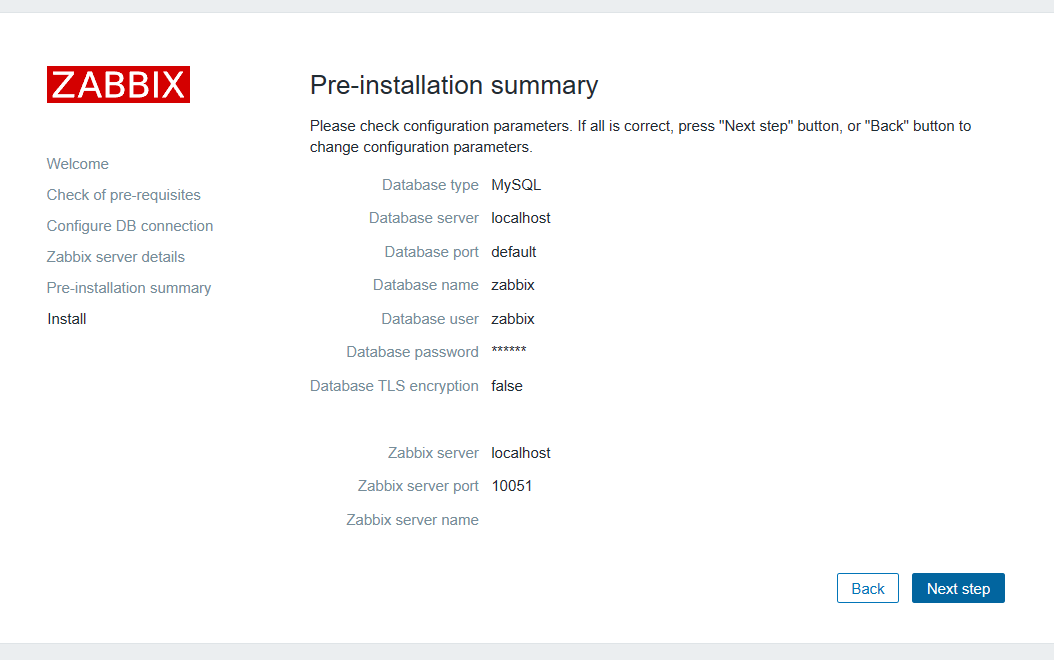 ZABBIX
Welcome
Check of pre-requisites
Configure DB connection
Zabbix server details
Pre-installation summary
Install
Pre-installation summary
Please check configuration parameters. If all is correct, press "Next step" button, or "Back" button to
change configuration parameters.
Database type MySQL
Database server localhost
Database port default
Database name zabbix
Database user zabbix
Database password ******
Database TLS encryption false
Zabbix server localhost
Zabbix server port 10051
Zabbix server name
Back Next step